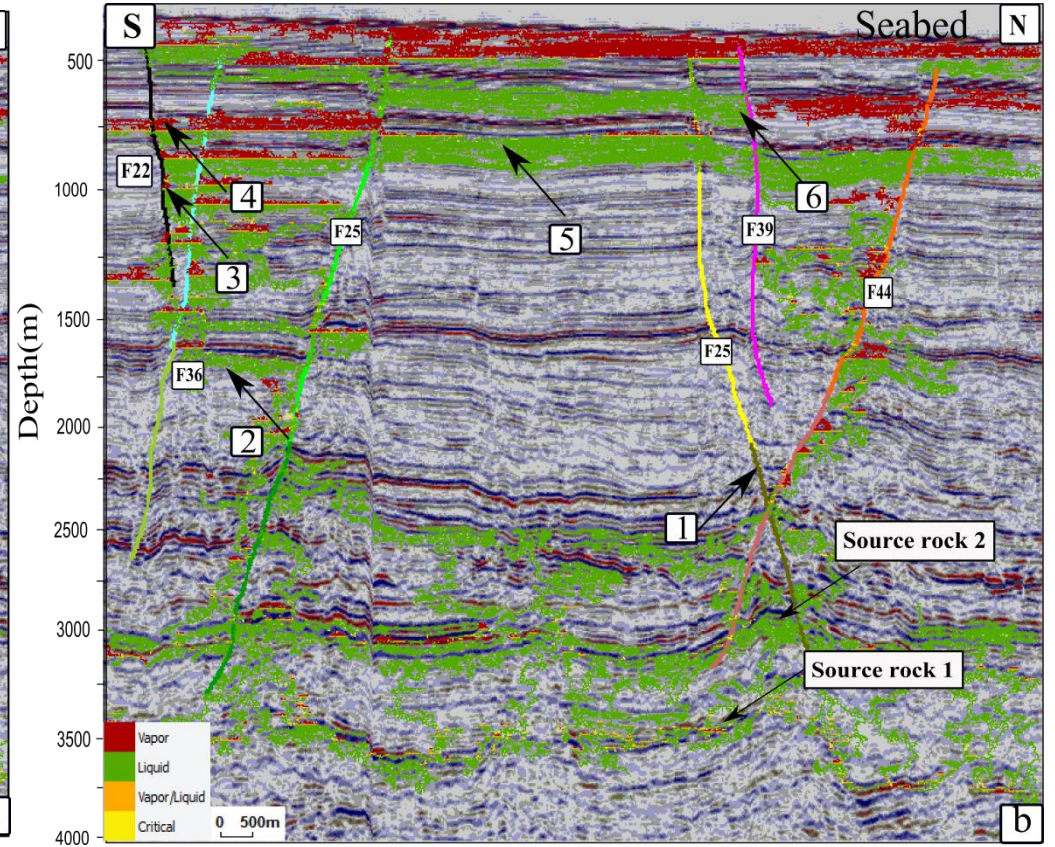 S
Seabed
N
500
1000
1500
2000
2500
3000
3500
4000
Depth(m)
F22
4
3
F25
5
6
F39
F44
F25
F36
2
1
Source rock 2
Source rock 1
Vapor
Liquid
Vapor/Liquid
Critical
0 500m
b